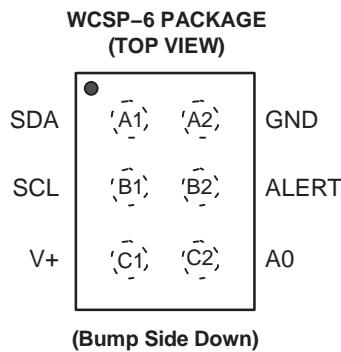 WCSP–6 PACKAGE
(TOP VIEW)
SDA A1 A2 GND
SCL B1 B2 ALERT
V+ C1 C2 A0
(Bump Side Down)